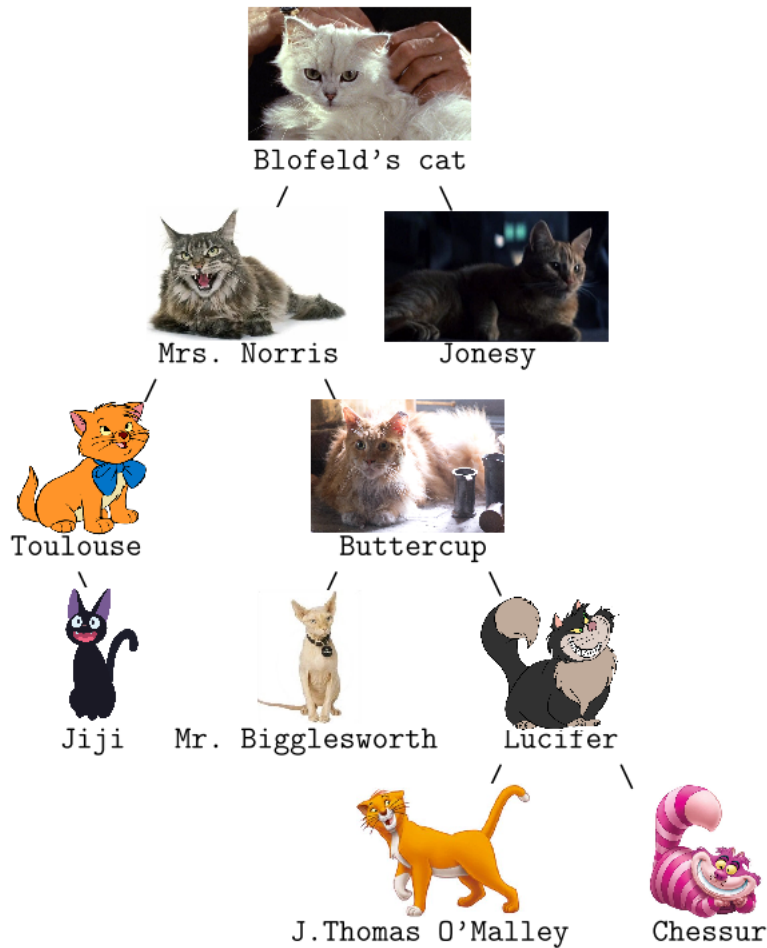 Blofeld's cat
Mrs. Norris Jonesy
Toulouse Buttercup
Jiji Mr. Bigglesworth Lucifer
J.Thomas O'Malley Chessur